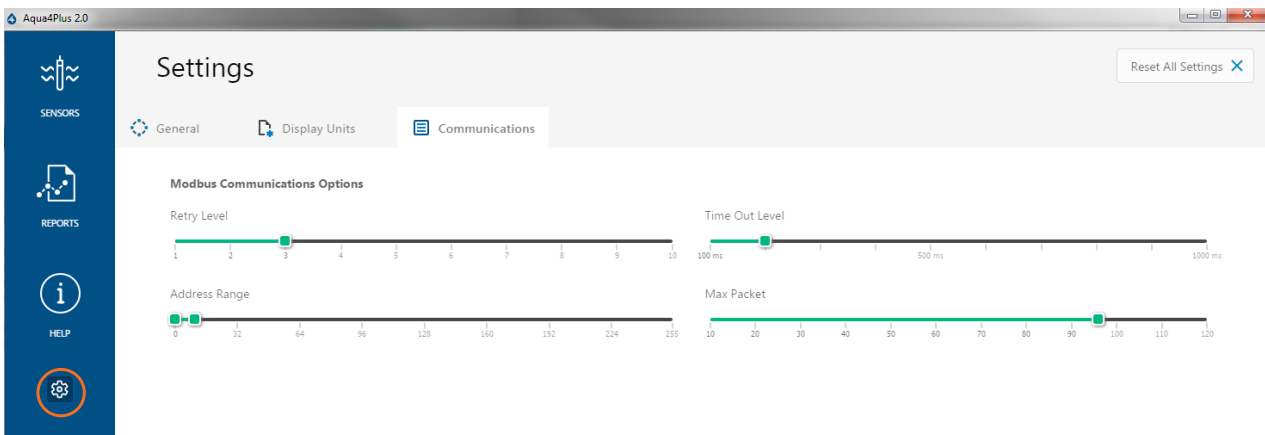 Aqua4Plus 2.0
SENSORS
REPORTS
HELP
Settings
Reset All Settings
General
Display Units
Communications
Modbus Communications Options
Retry Level
1 2 3 4 5 6 7 8 9 10
Time Out Level
100 ms 500 ms 1000 ms
Address Range
0 32 64 96 128 160 192 224 255
Max Packet
10 20 30 40 50 60 70 80 90 100 110 120